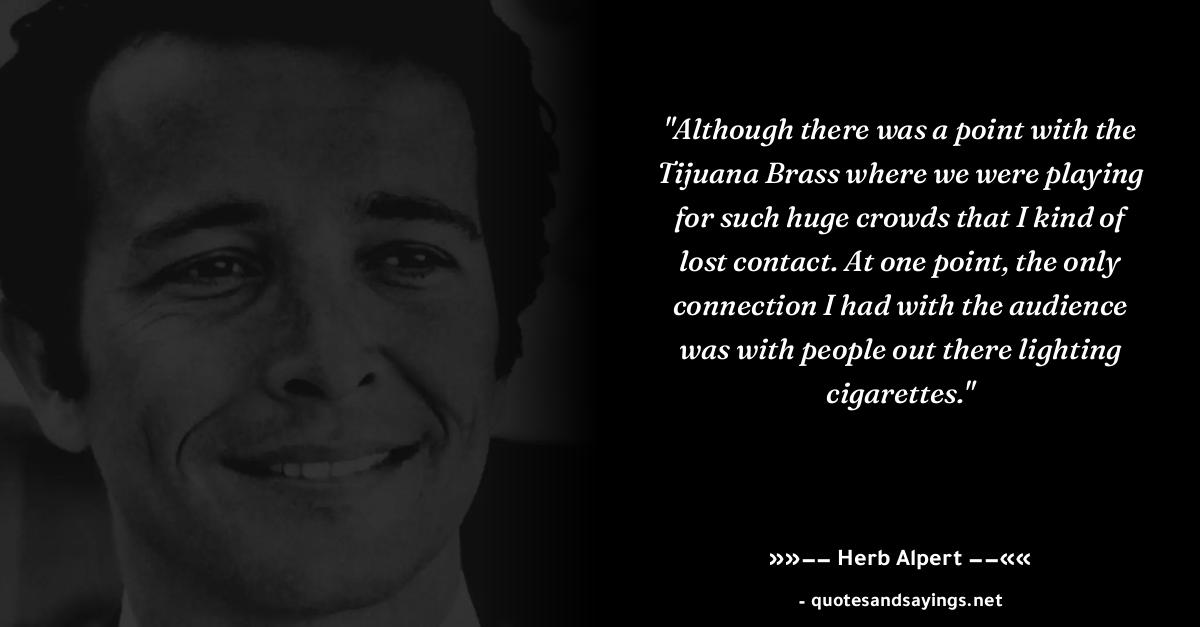 "Although there was a point with the
Tijuana Brass where we were playing
for such huge crowds that I kind of
lost contact. At one point, the only
connection I had with the audience
was with people out there lighting
cigarettes."
»»−− Herb Alpert −−««
- quotesandsayings.net